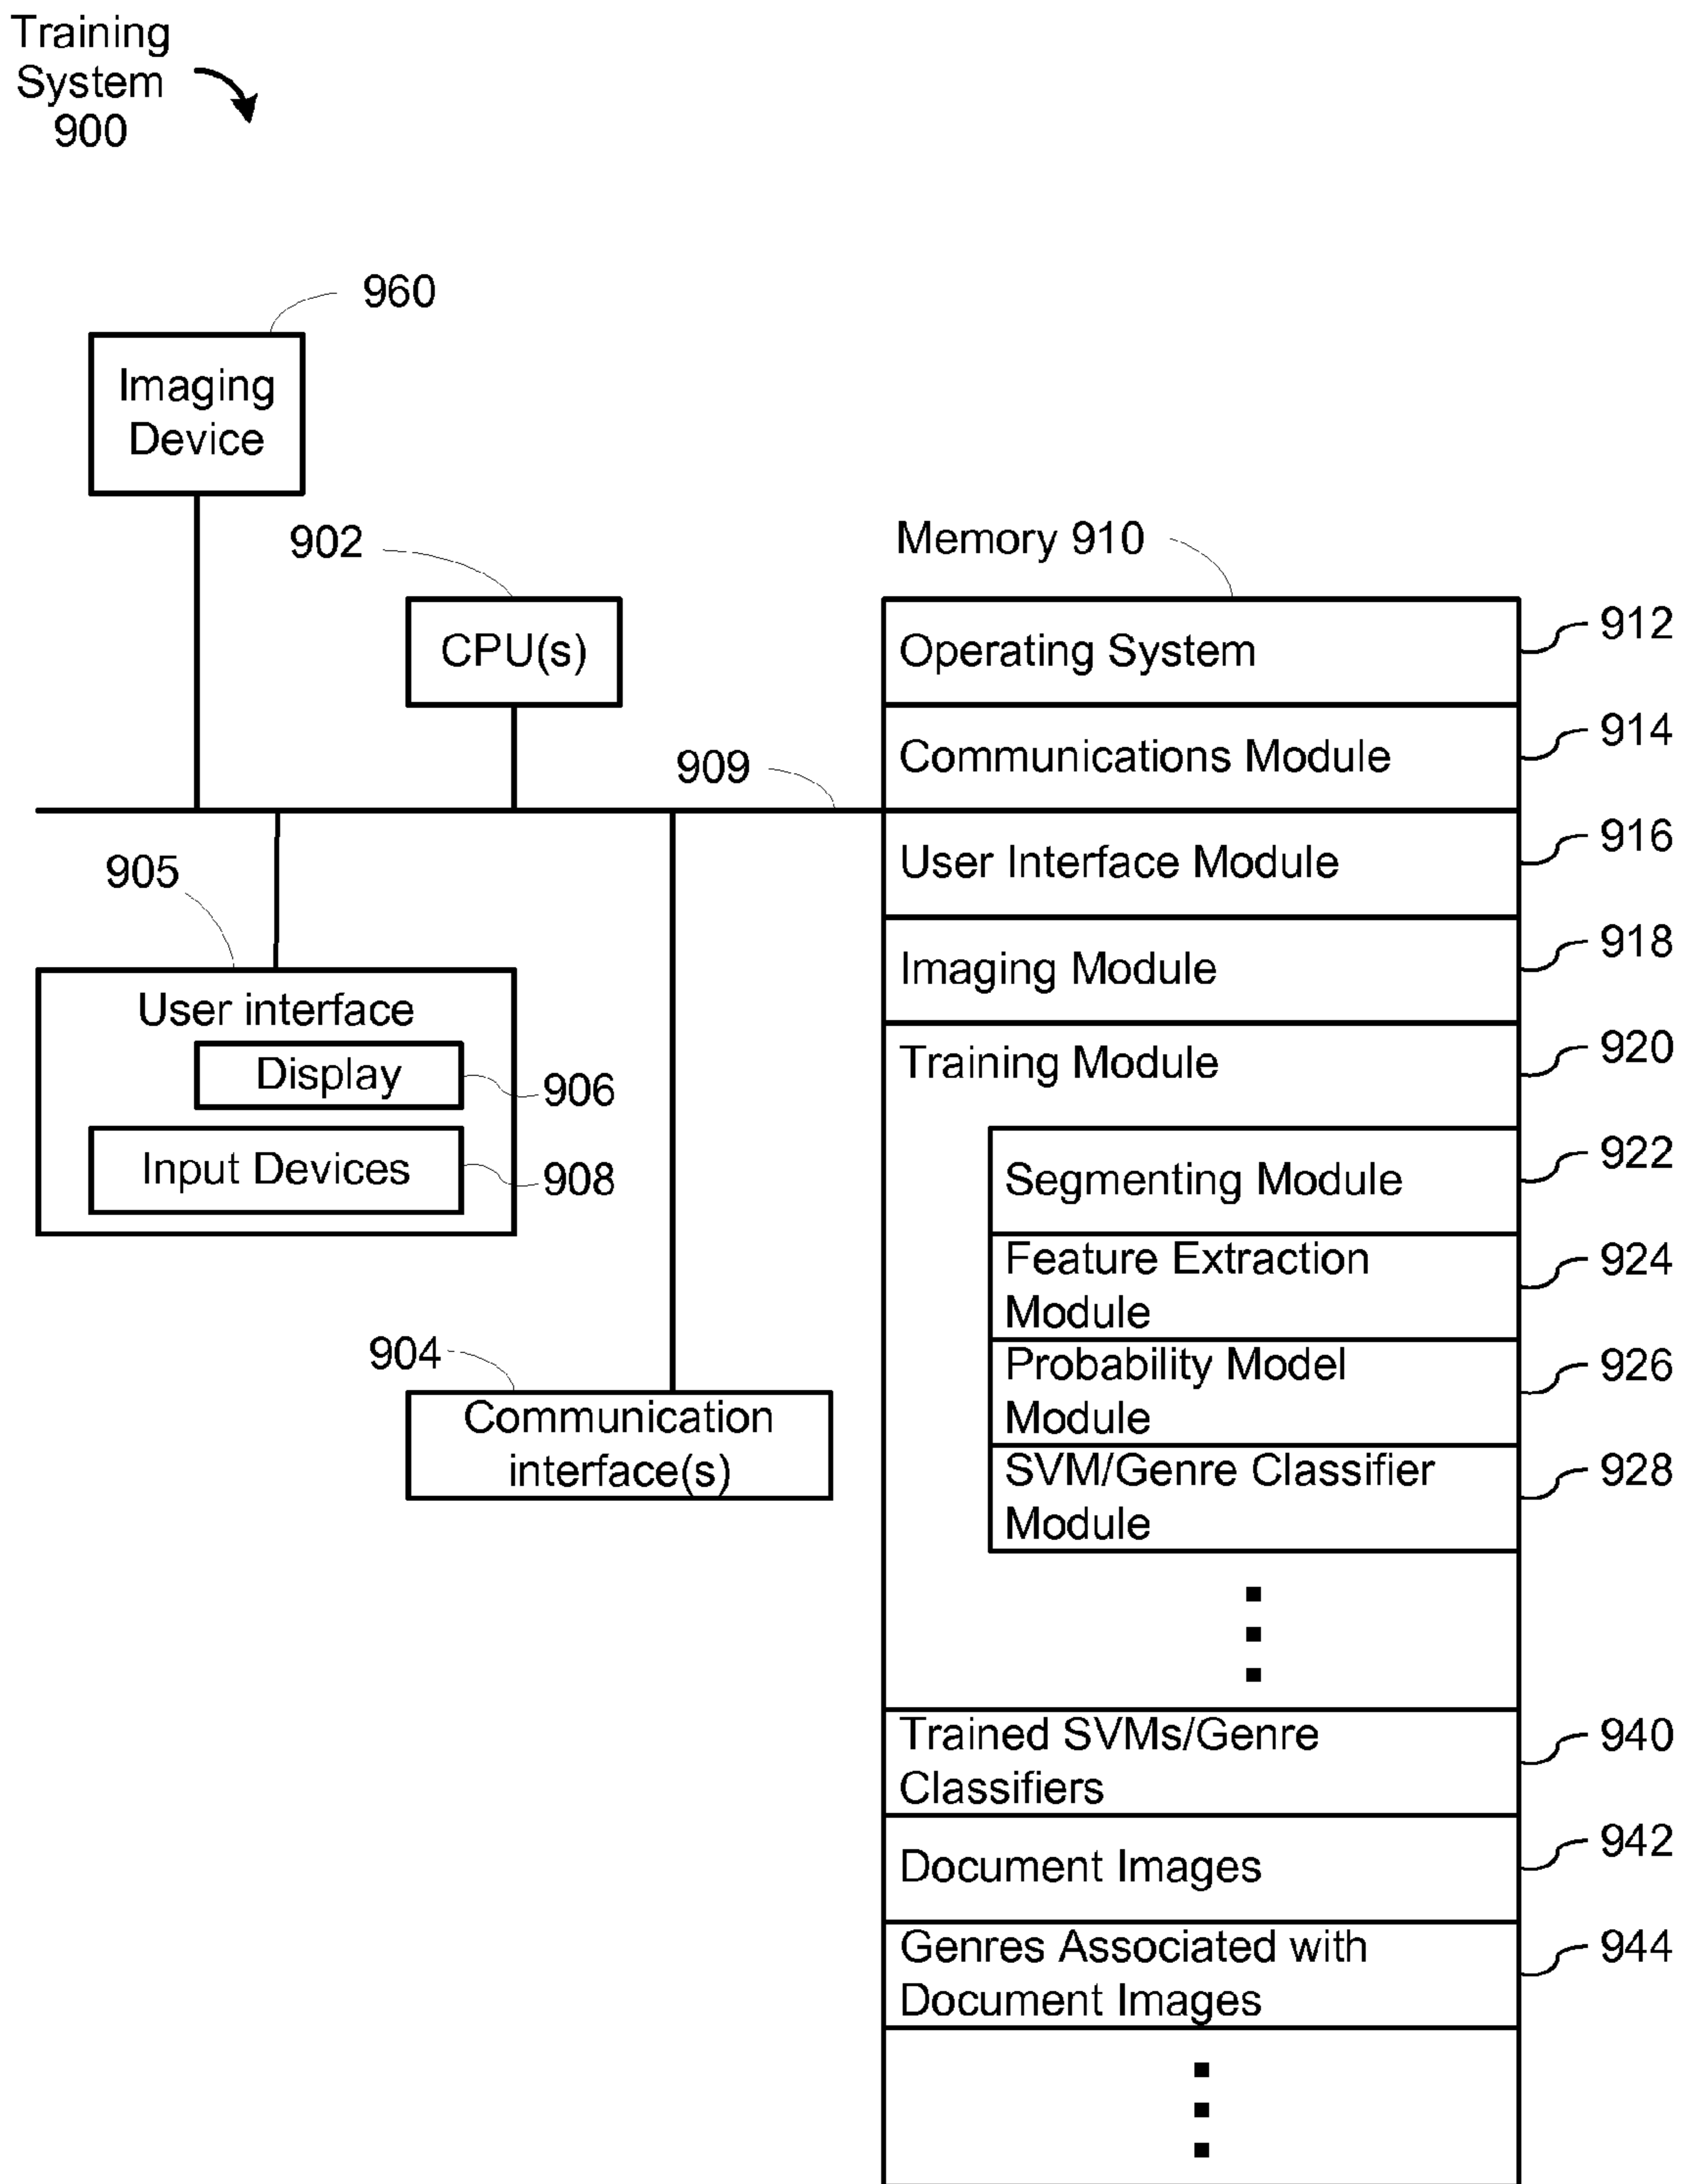 Training
System
900
960
Imaging
Device
902
CPU(s)
909
905
User interface
Display
906
Input Devices
908
904
Communication
interface(s)
Memory 910
Operating System
912
Communications Module
914
User Interface Module
916
Imaging Module
918
Training Module
920
Segmenting Module
922
Feature Extraction
Module
924
Probability Model
Module
926
SVM/Genre Classifier
Module
928
Trained SVMs/Genre
Classifiers
940
Document Images
942
Genres Associated with
Document Images
944